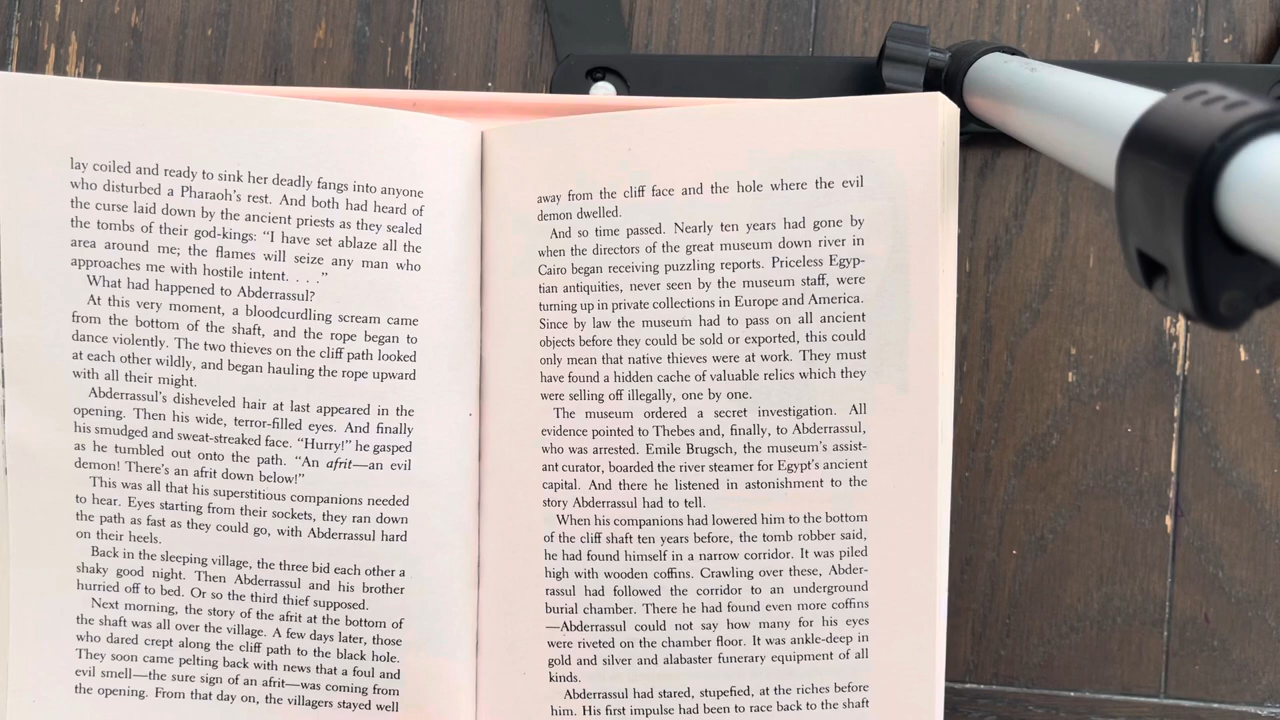 lay coiled and ready to sink her deadly fangs into anyone
who disturbed a Pharaoh's rest. And both had heard of
the curse laid down by the ancient priests as they sealed
the tombs of their god-kings: “I have set ablaze all the
area around me; the flames will seize any man who
approaches me with hostile intent. . . .”
What had happened to Abderrassul?
At this very moment, a bloodcurdling scream came
from the bottom of the shaft, and the rope began to
dance violently. The two thieves on the cliff path looked
at each other wildly, and began hauling the rope upward
with all their might.
Abderrassul's disheveled hair at last appeared in the
opening. Then his wide, terror-filled eyes. And finally
his smudged and sweat-streaked face. “Hurry!” he gasped
as he tumbled out onto the path. “An afrit—an evil
demon! There's an afrit down below!”
This was all that his superstitious companions needed
to hear. Eyes starting from their sockets, they ran down
the path as fast as they could go, with Abderrassul hard
on their heels.
Back in the sleeping village, the three bid each other a
shaky good night. Then Abderrassul and his brother
hurried off to bed. Or so the third thief supposed.
Next morning, the story of the afrit at the bottom of
the shaft was all over the village. A few days later, those
who dared crept along the cliff path to the black hole.
They soon came pelting back with news that a foul and
evil smell—the sure sign of an afrit—was coming from
the opening. From that day on, the villagers stayed well
away from the cliff face and the hole where the evil
demon dwelled.
And so time passed. Nearly ten years had gone by
when the directors of the great museum down river in
Cairo began receiving puzzling reports. Priceless Egyp-
tian antiquities, never seen by the museum staff, were
turning up in private collections in Europe and America.
Since by law the museum had to pass on all ancient
objects before they could be sold or exported, this could
only mean that native thieves were at work. They must
have found a hidden cache of valuable relics which they
were selling off illegally, one by one.
The museum ordered a secret investigation. All
evidence pointed to Thebes and, finally, to Abderrassul,
who was arrested. Emile Brugsch, the museum's assist-
ant curator, boarded the river steamer for Egypt's ancient
capital. And there he listened in astonishment to the
story Abderrassul had to tell.
When his companions had lowered him to the bottom
of the cliff shaft ten years before, the tomb robber said,
he had found himself in a narrow corridor. It was piled
high with wooden coffins. Crawling over these, Abder-
rassul had followed the corridor to an underground
burial chamber. There he had found even more coffins
—Abderrassul could not say how many for his eyes
were riveted on the chamber floor. It was ankle-deep in
gold and silver and alabaster funerary equipment of all
kinds.
Abderrassul had stared, stupefied, at the riches before
him. His first impulse had been to race back to the shaft